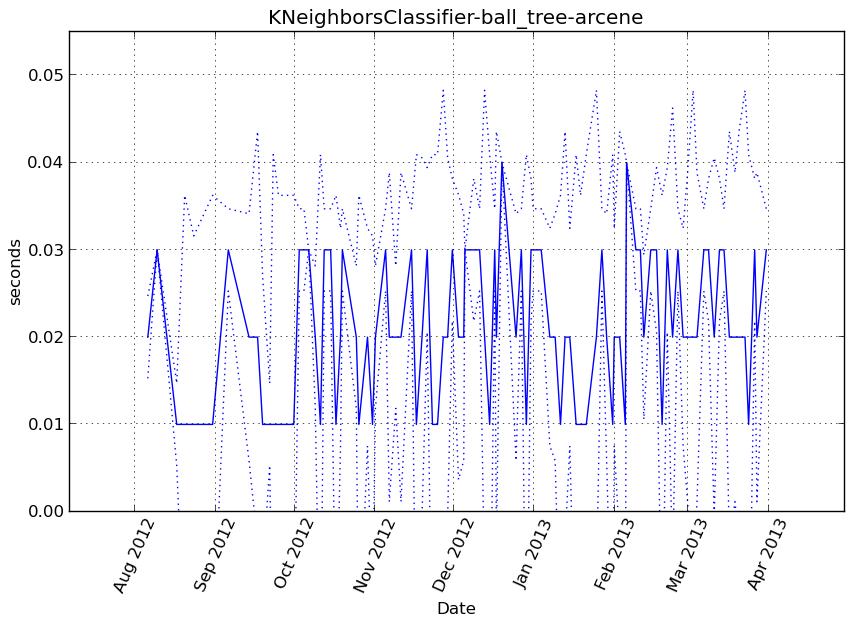 KNeighborsClassifier-ball_tree-arcene
0.05
0.04
0.03
0.02
0.01
0.00
seconds
Aug 2012
Sep 2012
Oct 2012
Nov 2012
Dec 2012
Jan 2013
Feb 2013
Mar 2013
Apr 2013
Date